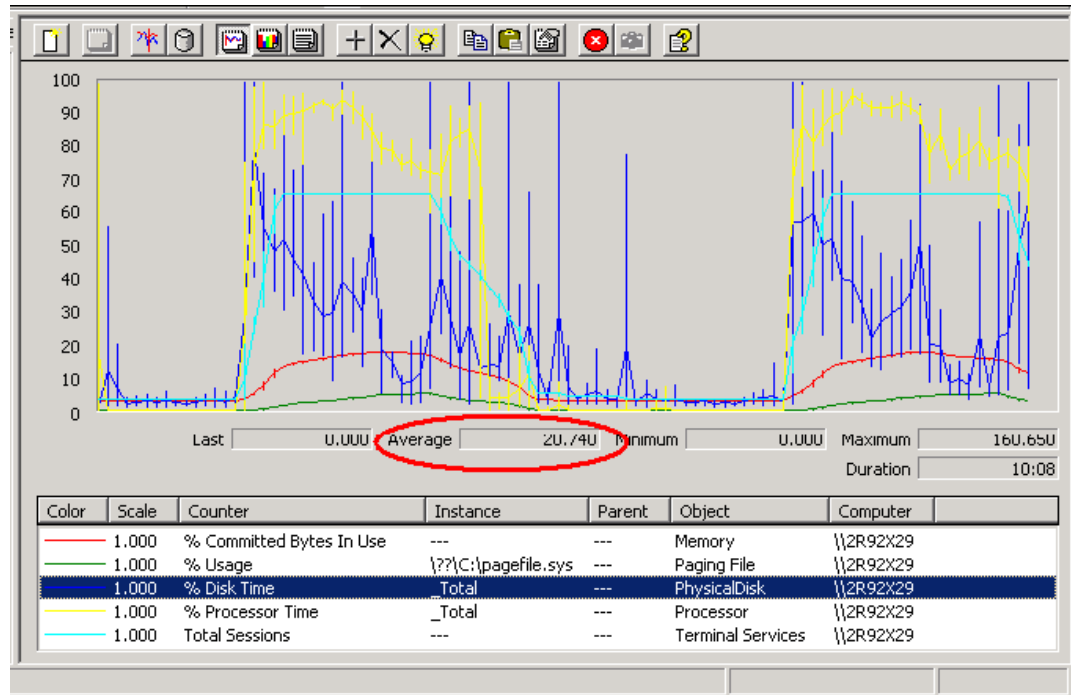 100
90
80
70
60
50
40
30
20
10
0
Last 0.000 Average 20.740 Minimum 0.000 Maximum 160.650
Duration 10:08
Color Scale Counter Instance Parent Object Computer
1.000 % Committed Bytes In Use --- --- Memory \\2R92X29
1.000 % Usage \??\C:\pagefile.sys --- Paging File \\2R92X29
1.000 % Disk Time _Total --- PhysicalDisk \\2R92X29
1.000 % Processor Time _Total --- Processor \\2R92X29
1.000 Total Sessions --- --- Terminal Services \\2R92X29